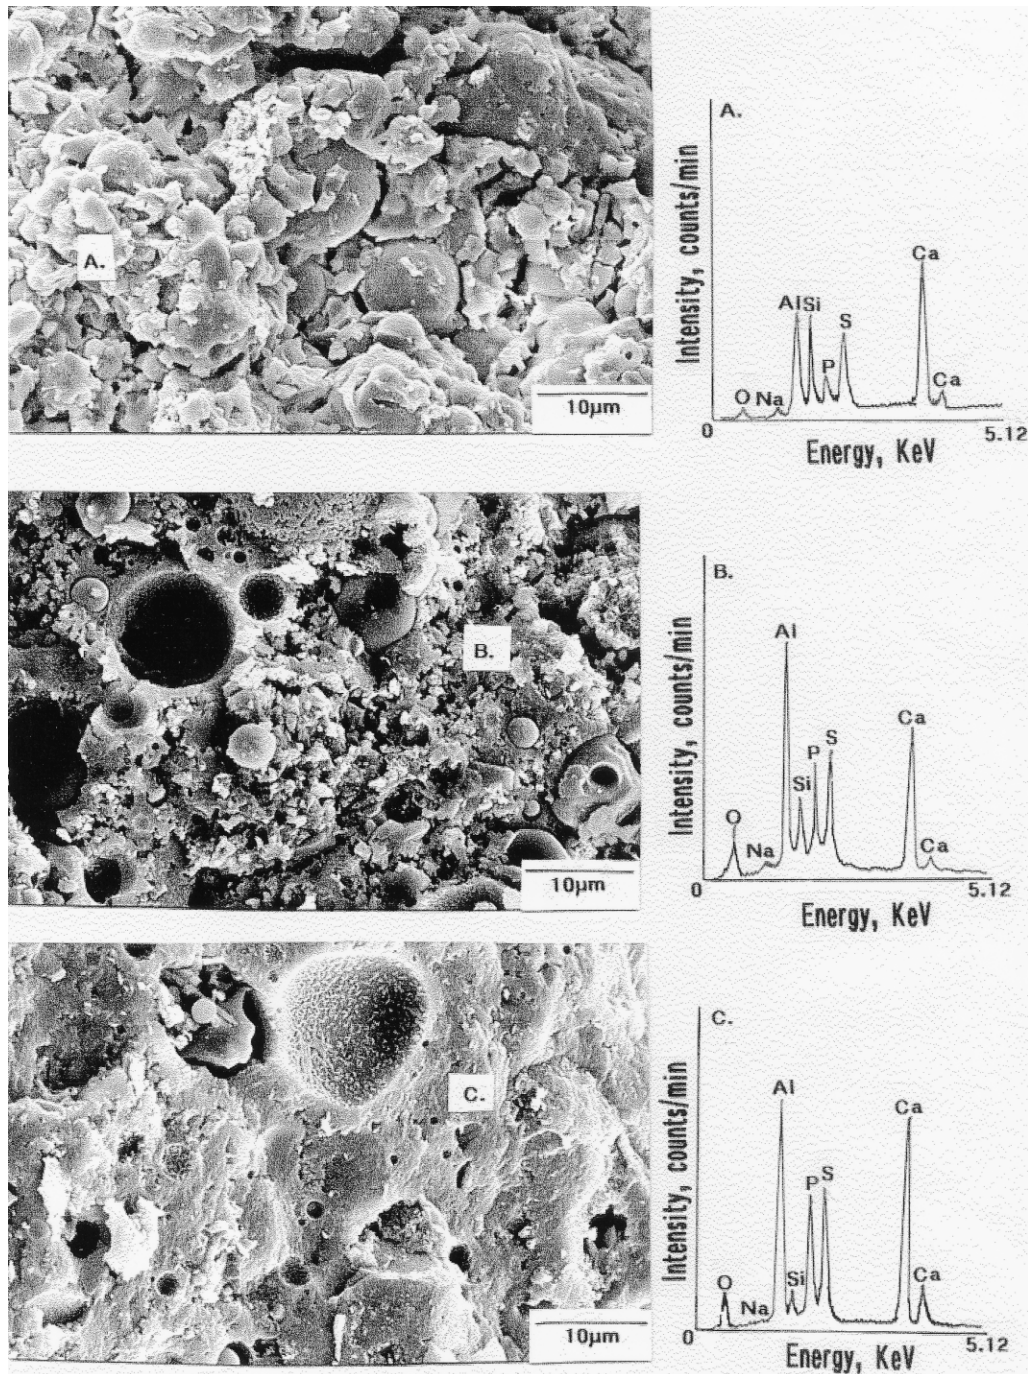 A.
10μm
A.
Intensity, counts/min
Al Si
P
S
Ca
Ca
O Na
0
5.12
Energy, KeV
B.
10μm
B.
Intensity, counts/min
O
Na
Al
Si
P
S
Ca
Ca
0
5.12
Energy, KeV
C.
10μm
C.
Intensity, counts/min
O
Na
Al
Si
P
S
Ca
Ca
0
5.12
Energy, KeV